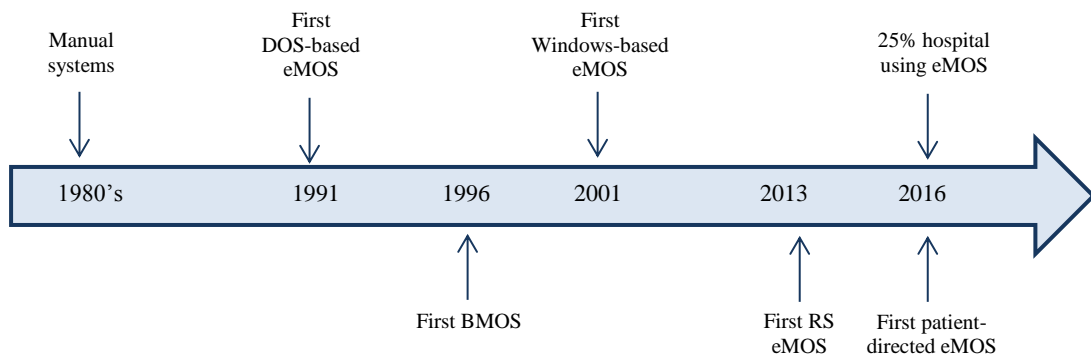 Manual
systems
First
DOS-based
eMOS
First
Windows-based
eMOS
25% hospital
using eMOS
1980’s
1991
1996
2001
2013
2016
First BMOS
First RS
eMOS
First patient-
directed eMOS